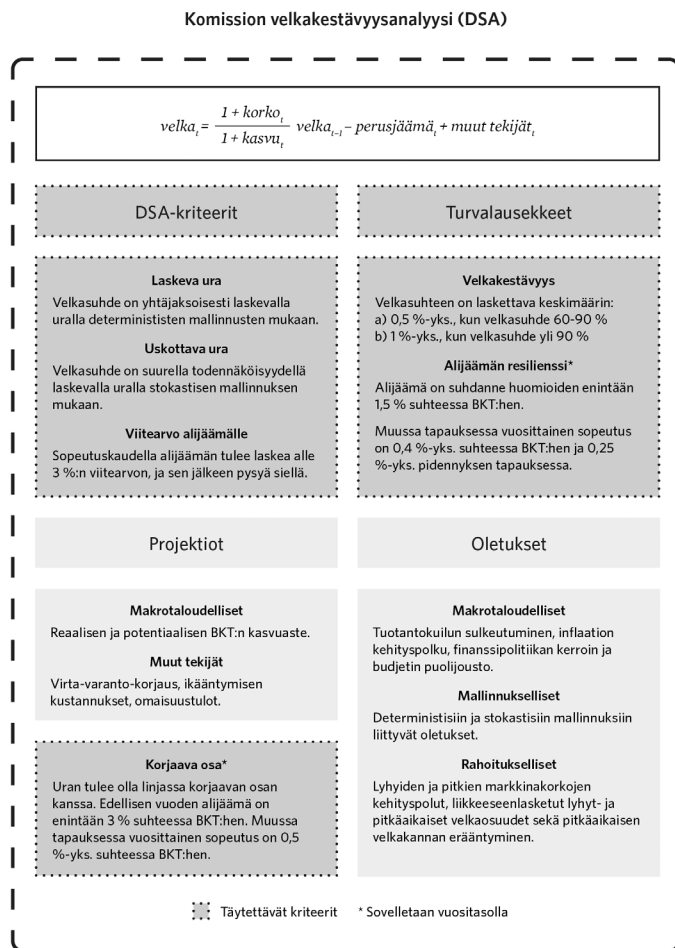 Komission velkakestävyysanalyysi (DSA)
velkaₜ = (1 + korkoₜ) / (1 + kasvuₜ) velkaₜ₋₁ – perusjäämäₜ + muut tekijätₜ
DSA-kriteerit
Laskeva ura
Velkasuhde on yhtäjaksoisesti laskevalla
uralla determinististen mallinnusten mukaan.
Uskottava ura
Velkasuhde on suurella todennäköisyydellä
laskevalla uralla stokastisen mallinnuksen
mukaan.
Viitearvo alijäämälle
Sopeutuskaudella alijäämän tulee laskea alle
3 %:n viitearvon, ja sen jälkeen pysyä siellä.
Turvalausekkeet
Velkakestävyys
Velkasuhteen on laskettava keskimäärin:
a) 0,5 %-yks., kun velkasuhde 60-90 %
b) 1 %-yks., kun velkasuhde yli 90 %
Alijäämän resilienssi*
Alijäämä on suhdanne huomioiden enintään
1,5 % suhteessa BKT:hen.
Muussa tapauksessa vuosittainen sopeutus
on 0,4 %-yks. suhteessa BKT:hen ja 0,25
%-yks. pidennyksen tapauksessa.
Projektiot
Makrotaloudelliset
Reaalisen ja potentiaalisen BKT:n kasvuaste.
Muut tekijät
Virta-varanto-korjaus, ikääntymisen
kustannukset, omaisuustulot.
Korjaava osa*
Uran tulee olla linjassa korjaavan osan
kanssa. Edellisen vuoden alijäämä on
enintään 3 % suhteessa BKT:hen. Muussa
tapauksessa vuosittainen sopeutus on 0,5
%-yks. suhteessa BKT:hen.
Oletukset
Makrotaloudelliset
Tuotantokuilun sulkeutuminen, inflaation
kehityspolku, finanssipolitiikan kerroin ja
budjetin puolijousto.
Mallinnukselliset
Deterministisiin ja stokastisiin mallinnuksiin
liittyvät oletukset.
Rahoitukselliset
Lyhyiden ja pitkien markkinakorkojen
kehityspolut, liikkeeseenlasketut lyhyt- ja
pitkäaikaiset velkaosuudet sekä pitkäaikaisen
velkakannan erääntyminen.
Täytettävät kriteerit
* Sovelletaan vuositasolla